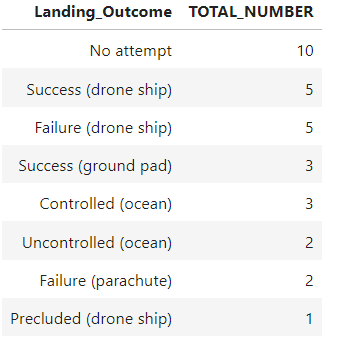 Landing_Outcome TOTAL_NUMBER
No attempt 10
Success (drone ship) 5
Failure (drone ship) 5
Success (ground pad) 3
Controlled (ocean) 3
Uncontrolled (ocean) 2
Failure (parachute) 2
Precluded (drone ship) 1